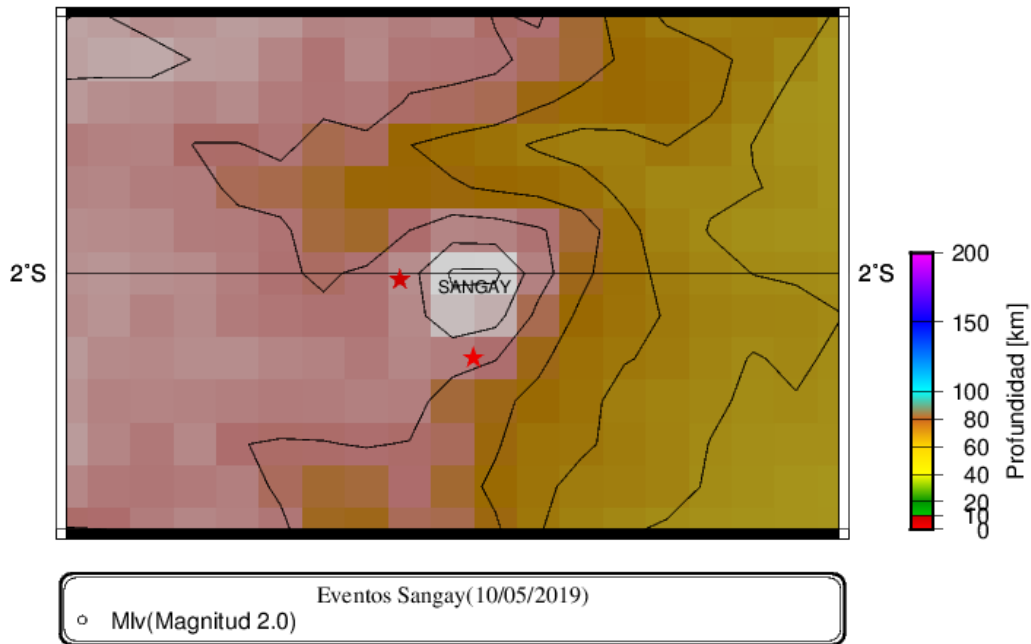 2°S
SANGAY
2°S
200
150
100
80
60
40
20
10
0
Profundidad [km]
Eventos Sangay(10/05/2019)
Mlv(Magnitud 2.0)